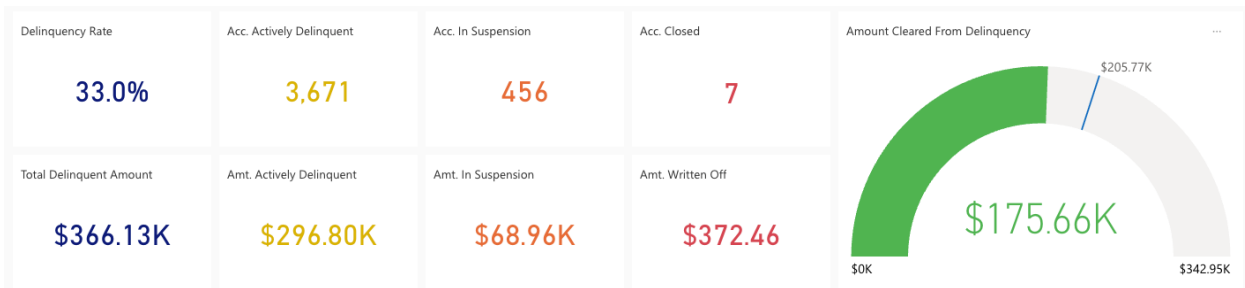 Delinquency Rate
33.0%
Acc. Actively Delinquent
3,671
Acc. In Suspension
456
Acc. Closed
7
Amount Cleared From Delinquency
...
$205.77K
$175.66K
$0K
$342.95K
Total Delinquent Amount
$366.13K
Amt. Actively Delinquent
$296.80K
Amt. In Suspension
$68.96K
Amt. Written Off
$372.46